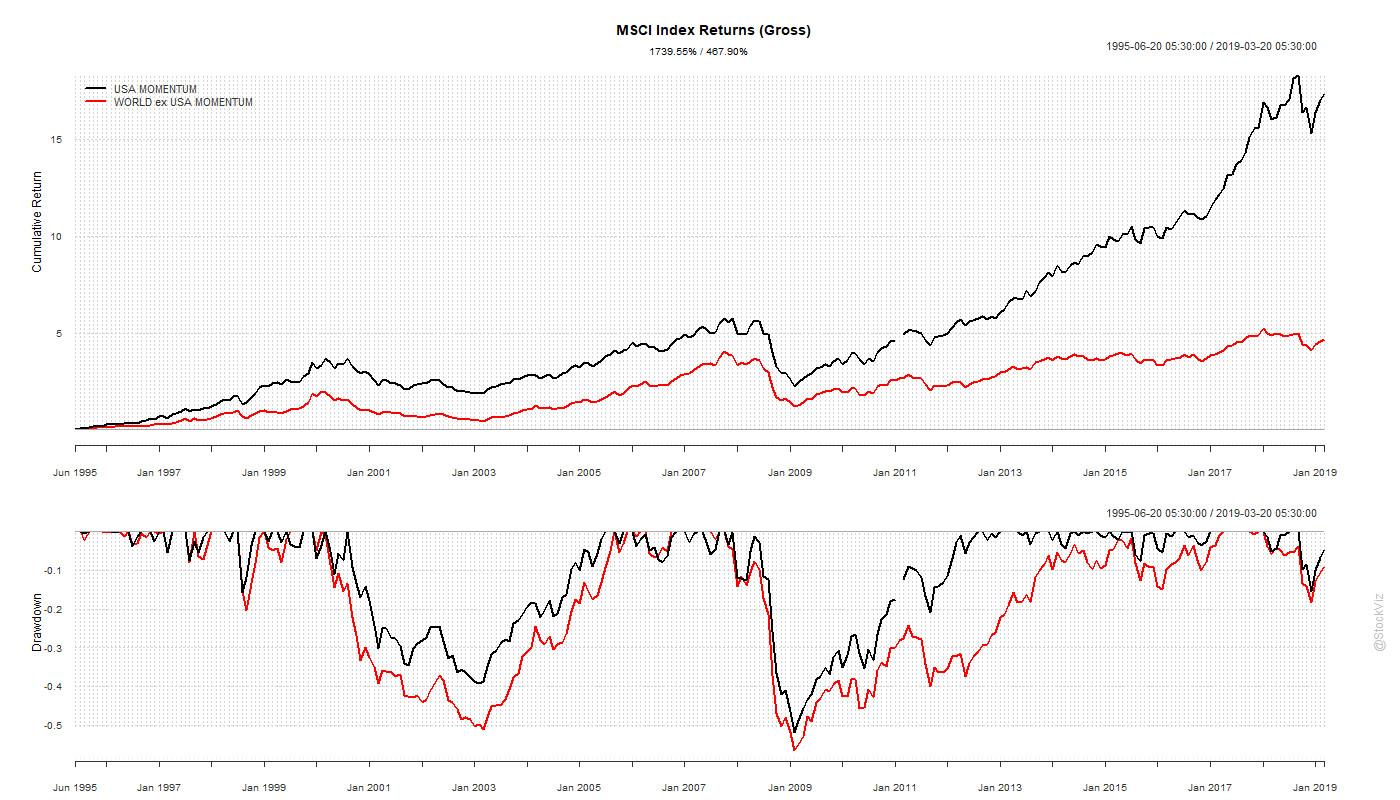 MSCI Index Returns (Gross)
1739.55% / 467.90%
1995-06-20 05:30:00 / 2019-03-20 05:30:00
USA MOMENTUM
WORLD ex USA MOMENTUM
Cumulative Return
15
10
5
Jun 1995 Jan 1997 Jan 1999 Jan 2001 Jan 2003 Jan 2005 Jan 2007 Jan 2009 Jan 2011 Jan 2013 Jan 2015 Jan 2017 Jan 2019
1995-06-20 05:30:00 / 2019-03-20 05:30:00
Drawdown
-0.1
-0.2
-0.3
-0.4
-0.5
Jun 1995 Jan 1997 Jan 1999 Jan 2001 Jan 2003 Jan 2005 Jan 2007 Jan 2009 Jan 2011 Jan 2013 Jan 2015 Jan 2017 Jan 2019
@StockViz